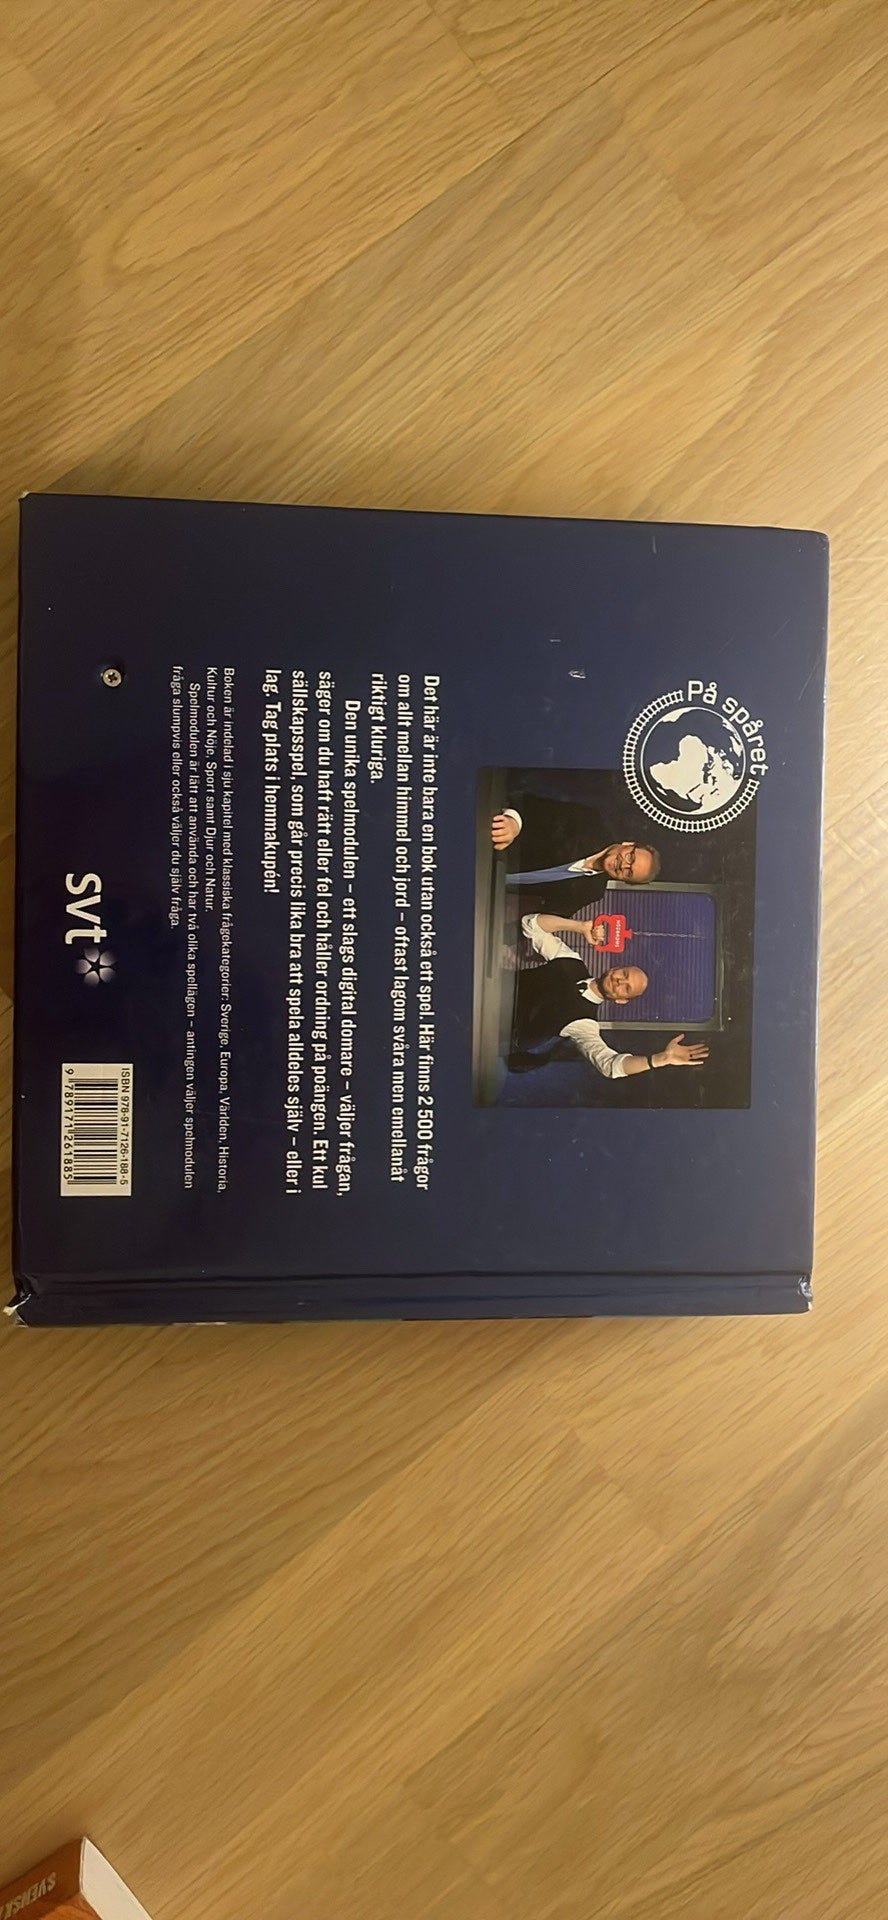 På spåret
NÖDBROMS
Det här är inte bara en bok utan också ett spel. Här finns 2 500 frågor
om allt mellan himmel och jord – oftast lagom svåra men emellanåt
riktigt kluriga.
Den unika spelmodulen – ett slags digital domare – väljer frågan,
säger om du haft rätt eller fel och håller ordning på poängen. Ett kul
sällskapsspel, som går precis lika bra att spela alldeles själv – eller i
lag. Tag plats i hemmakupén!
Boken är indelad i sju kapitel med klassiska frågekategorier: Sverige, Europa, Världen, Historia,
Kultur och Nöje, Sport samt Djur och Natur.
Spelmodulen är lätt att använda och har två olika spellägen – antingen väljer spelmodulen
fråga slumpvis eller också väljer du själv fråga.
svt
ISBN 978-91-7126-188-5
9 789171 261885